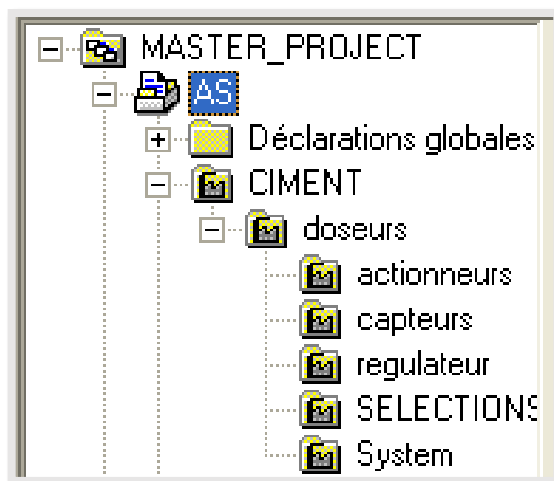 MASTER_PROJECT
AS
Déclarations globales
CIMENT
doseurs
actionneurs
capteurs
regulateur
SELECTIONS
System